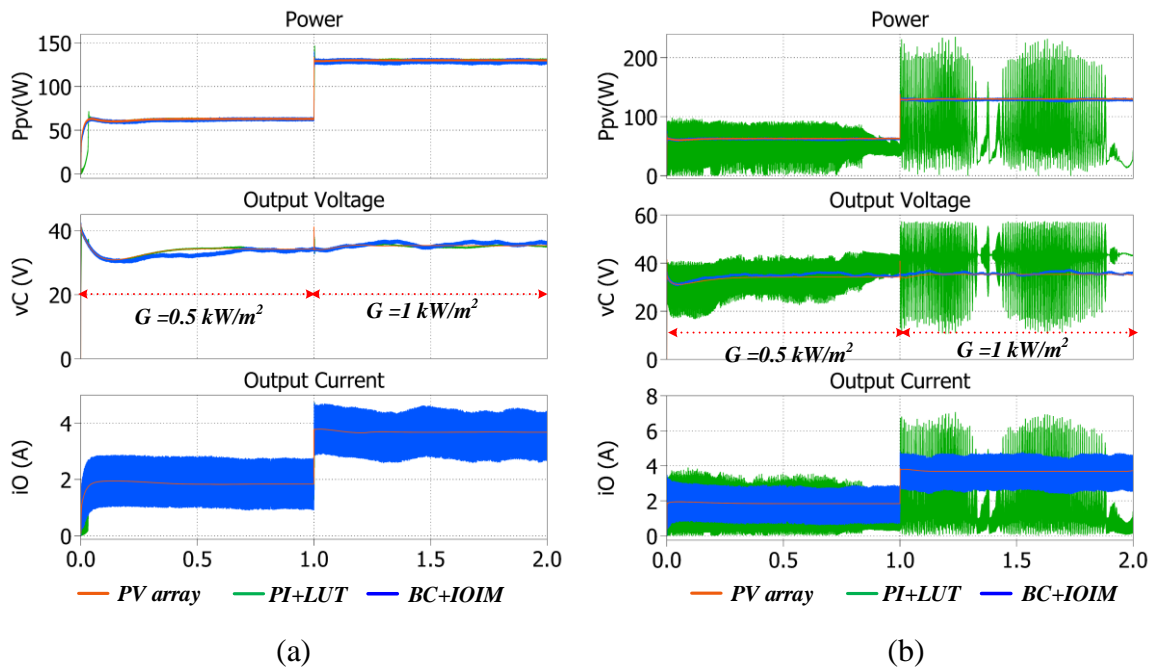 Power
150
100
50
0
Ppv(W)
Output Voltage
40
20
0
vC (V)
G =0.5 kW/m²
G =1 kW/m²
Output Current
4
2
0
iO (A)
0.0 0.5 1.0 1.5 2.0
PV array PI+LUT BC+IOIM
(a)
Power
200
100
0
Ppv(W)
Output Voltage
60
40
20
0
vC (V)
G =0.5 kW/m²
G =1 kW/m²
Output Current
8
6
4
2
0
iO (A)
0.0 0.5 1.0 1.5 2.0
PV array PI+LUT BC+IOIM
(b)